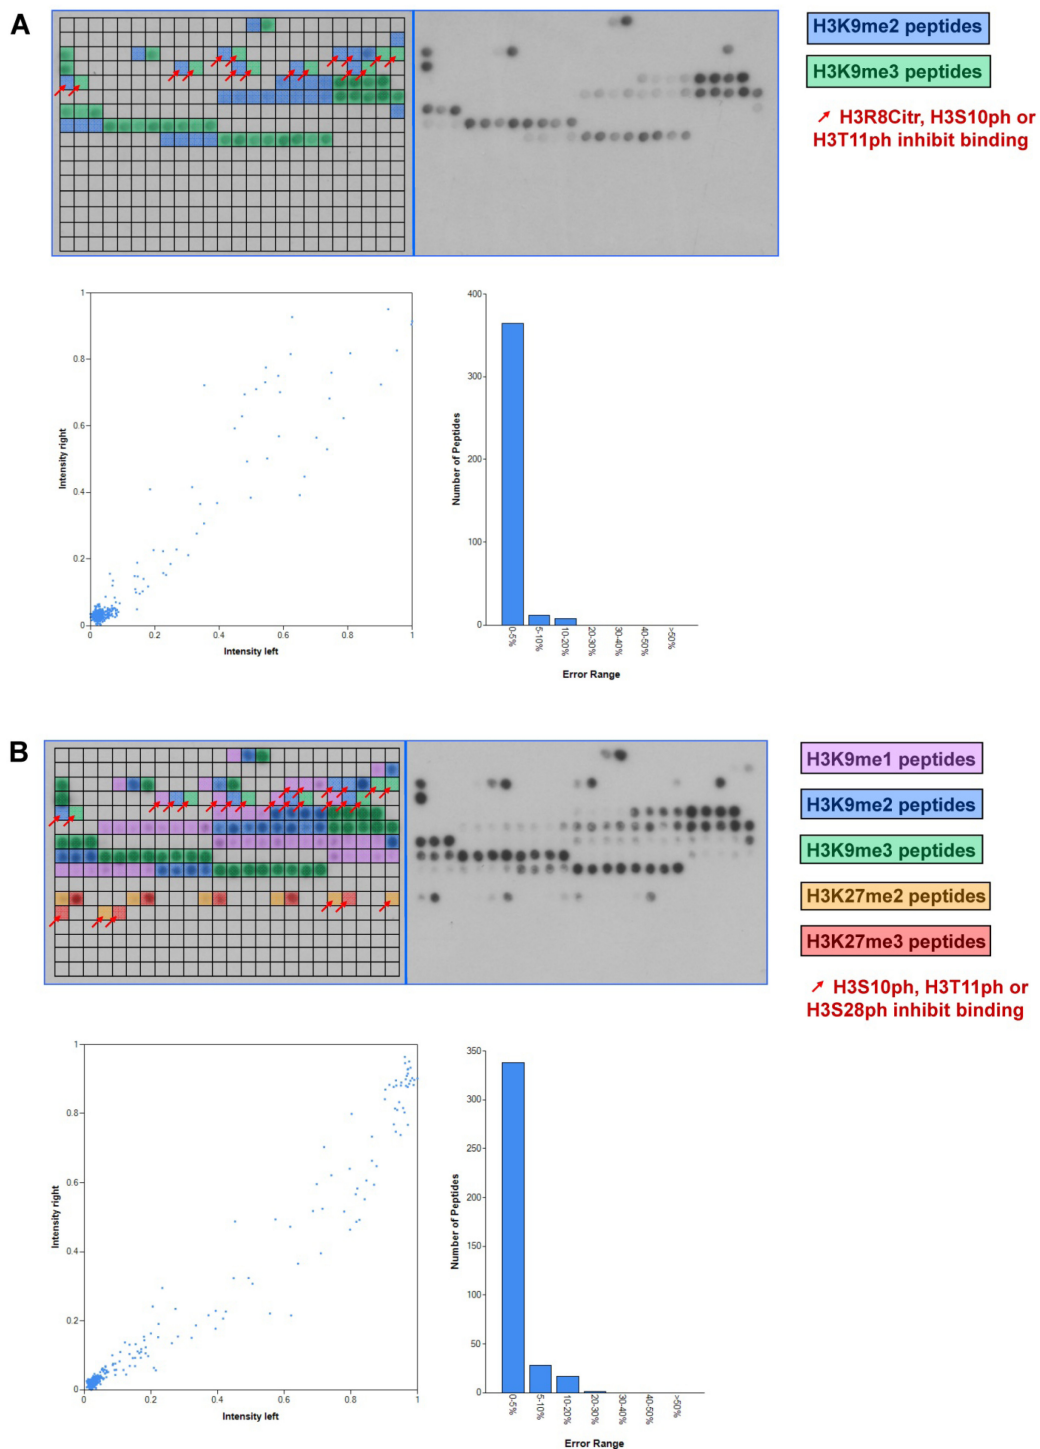 A
H3K9me2 peptides
H3K9me3 peptides
H3R8Citr, H3S10ph or
H3T11ph inhibit binding
1
0.8
0.6
0.4
0.2
0
0
0.2
0.4
0.6
0.8
1
Intensity right
Intensity left
400
300
200
100
0
Number of Peptides
0-5%
5-10%
10-20%
20-30%
30-40%
40-50%
>50%
Error Range
B
H3K9me1 peptides
H3K9me2 peptides
H3K9me3 peptides
H3K27me2 peptides
H3K27me3 peptides
H3S10ph, H3T11ph or
H3S28ph inhibit binding
1
0.8
0.6
0.4
0.2
0
0
0.2
0.4
0.6
0.8
1
Intensity right
Intensity left
350
300
250
200
150
100
50
0
Number of Peptides
0-5%
5-10%
10-20%
20-30%
30-40%
40-50%
>50%
Error Range